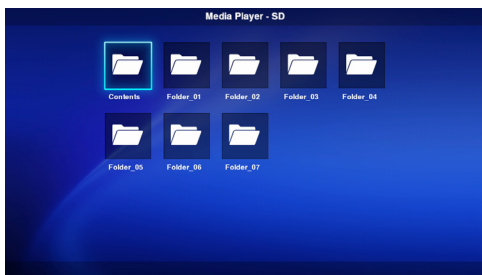 Media Player - SD
Contents Folder_01 Folder_02 Folder_03 Folder_04
Folder_05 Folder_06 Folder_07